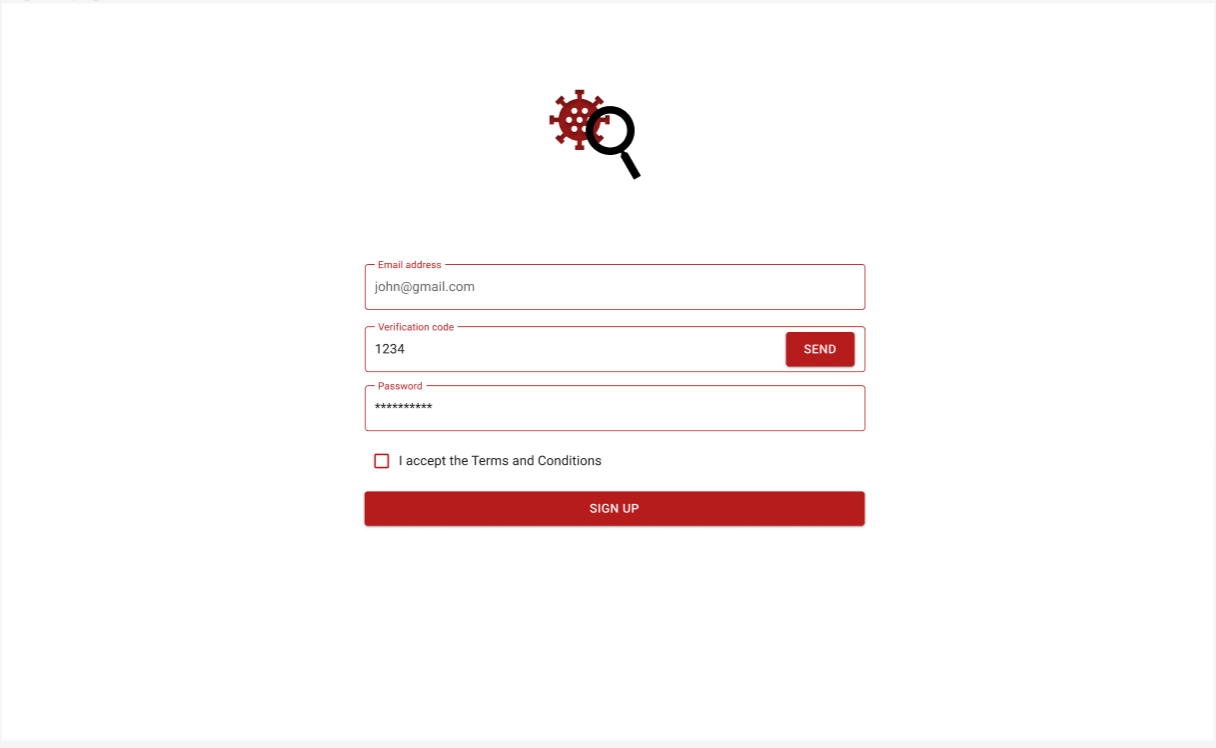 Email address
john@gmail.com
Verification code
1234
SEND
Password
**********
I accept the Terms and Conditions
SIGN UP